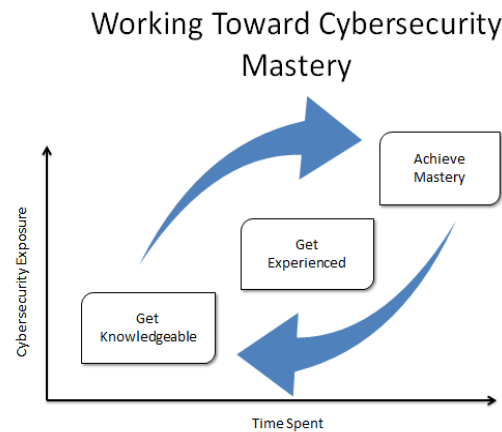 Working Toward Cybersecurity
Mastery
Achieve
Mastery
Get
Experienced
Get
Knowledgeable
Cybersecurity Exposure
Time Spent